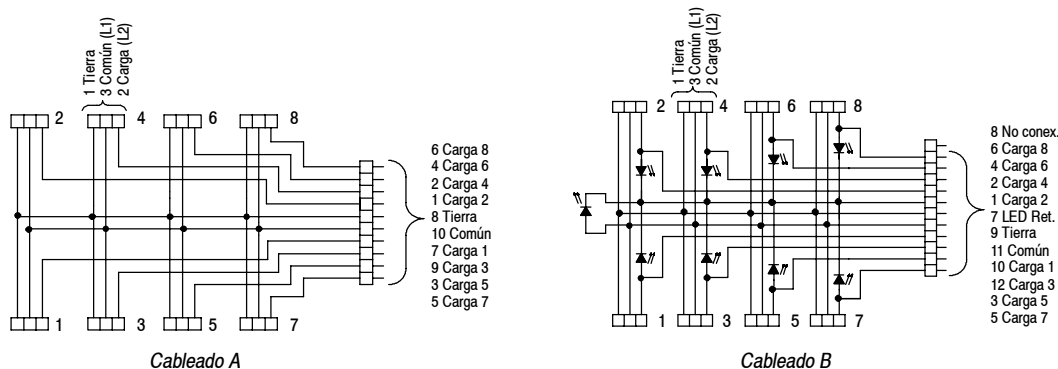 1 Tierra
3 Común (L1)
2 Carga (L2)
2
4
6
8
6 Carga 8
4 Carga 6
2 Carga 4
1 Carga 2
8 Tierra
10 Común
7 Carga 1
9 Carga 3
3 Carga 5
5 Carga 7
1
3
5
7
Cableado A
1 Tierra
3 Común (L1)
2 Carga (L2)
2
4
6
8
8 No conex.
6 Carga 8
4 Carga 6
2 Carga 4
1 Carga 2
7 LED Ret.
9 Tierra
11 Común
10 Carga 1
12 Carga 3
3 Carga 5
5 Carga 7
1
3
5
7
Cableado B